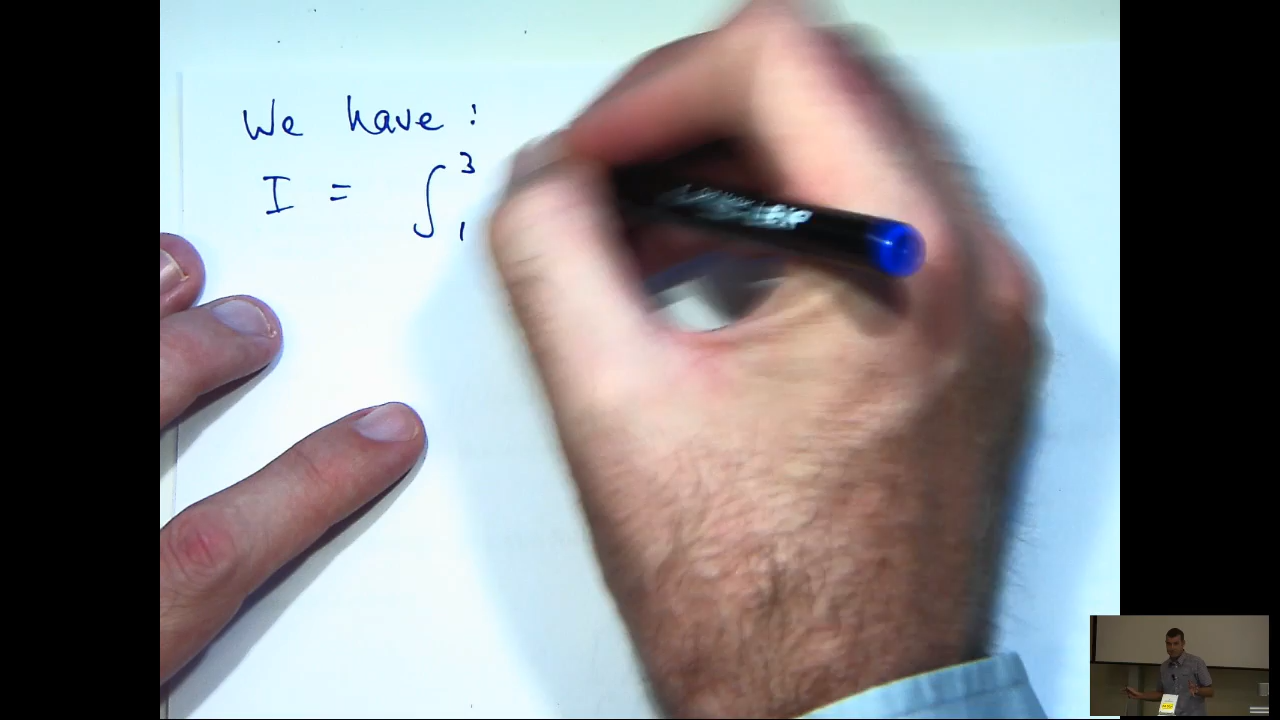 We have :
I = ∫₁³